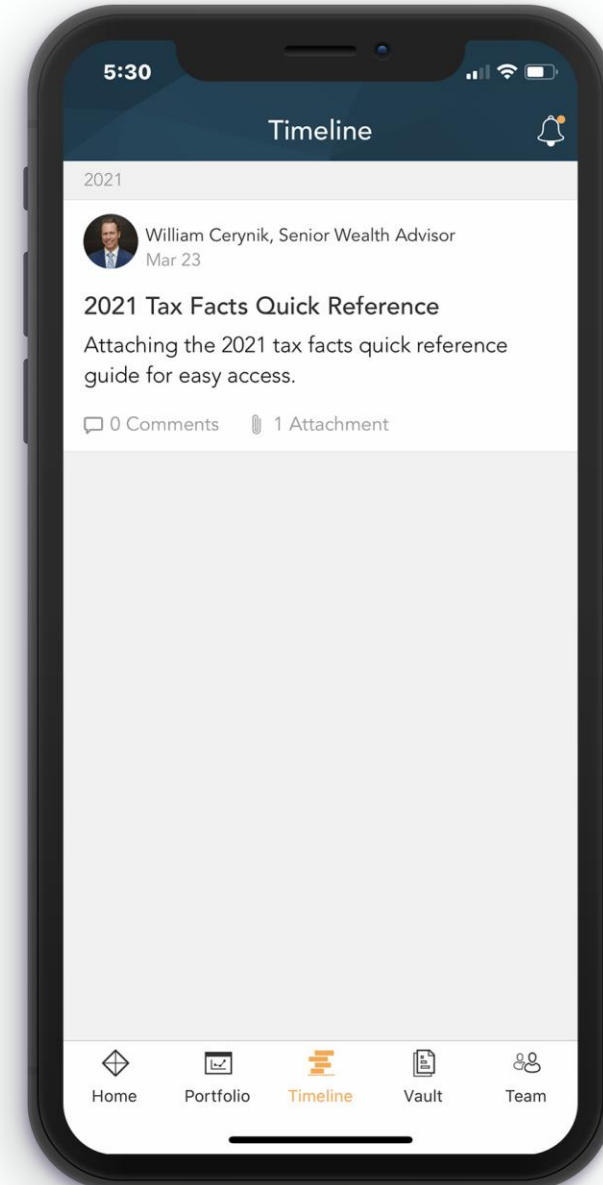 5:30
Timeline
2021
William Cerynik, Senior Wealth Advisor
Mar 23
2021 Tax Facts Quick Reference
Attaching the 2021 tax facts quick reference
guide for easy access.
0 Comments 1 Attachment
Home Portfolio Timeline Vault Team